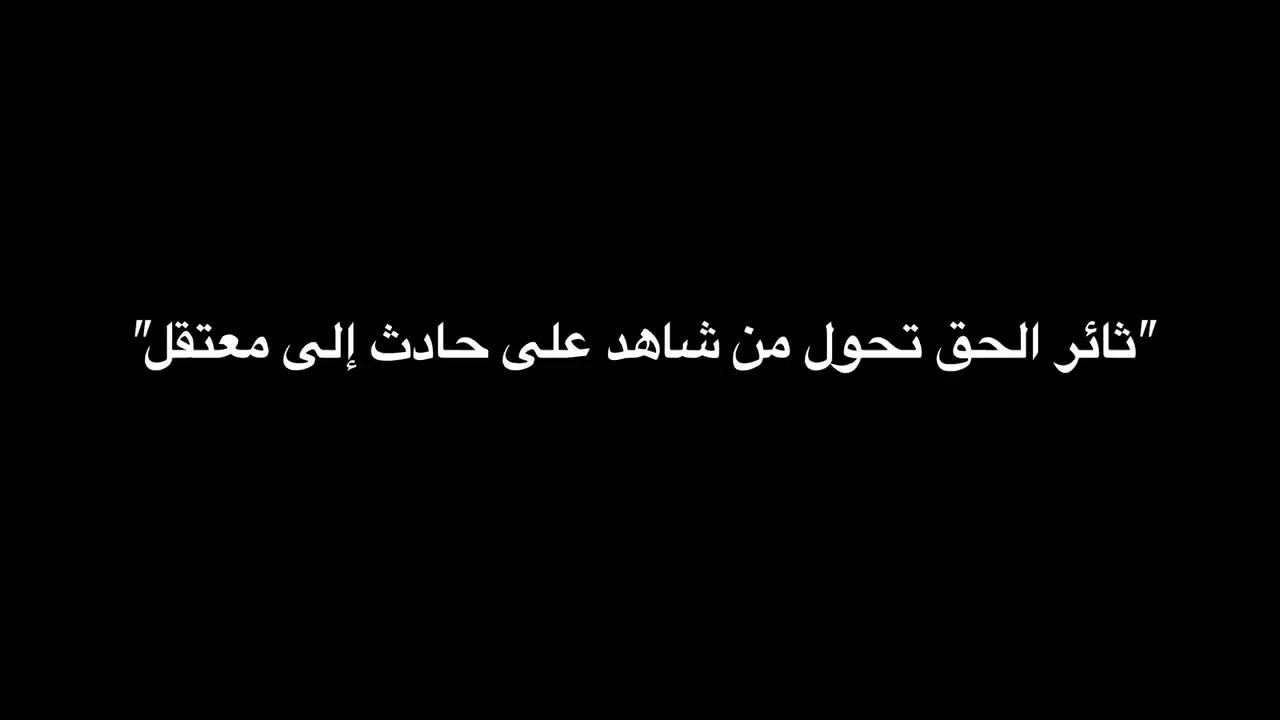 "ثائر الحق تحول من شاهد على حادث إلى معتقل"